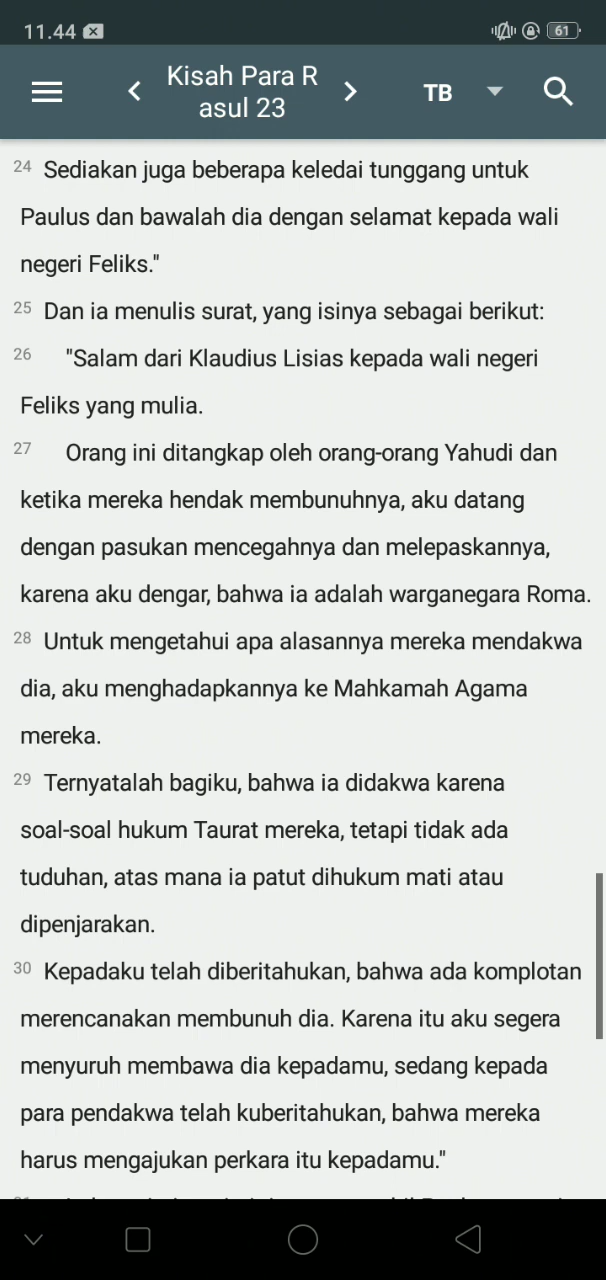 11.44
61
Kisah Para R
asul 23
TB
24 Sediakan juga beberapa keledai tunggang untuk
Paulus dan bawalah dia dengan selamat kepada wali
negeri Feliks."
25 Dan ia menulis surat, yang isinya sebagai berikut:
26 "Salam dari Klaudius Lisias kepada wali negeri
Feliks yang mulia.
27 Orang ini ditangkap oleh orang-orang Yahudi dan
ketika mereka hendak membunuhnya, aku datang
dengan pasukan mencegahnya dan melepaskannya,
karena aku dengar, bahwa ia adalah warganegara Roma.
28 Untuk mengetahui apa alasannya mereka mendakwa
dia, aku menghadapkannya ke Mahkamah Agama
mereka.
29 Ternyatalah bagiku, bahwa ia didakwa karena
soal-soal hukum Taurat mereka, tetapi tidak ada
tuduhan, atas mana ia patut dihukum mati atau
dipenjarakan.
30 Kepadaku telah diberitahukan, bahwa ada komplotan
merencanakan membunuh dia. Karena itu aku segera
menyuruh membawa dia kepadamu, sedang kepada
para pendakwa telah kuberitahukan, bahwa mereka
harus mengajukan perkara itu kepadamu."